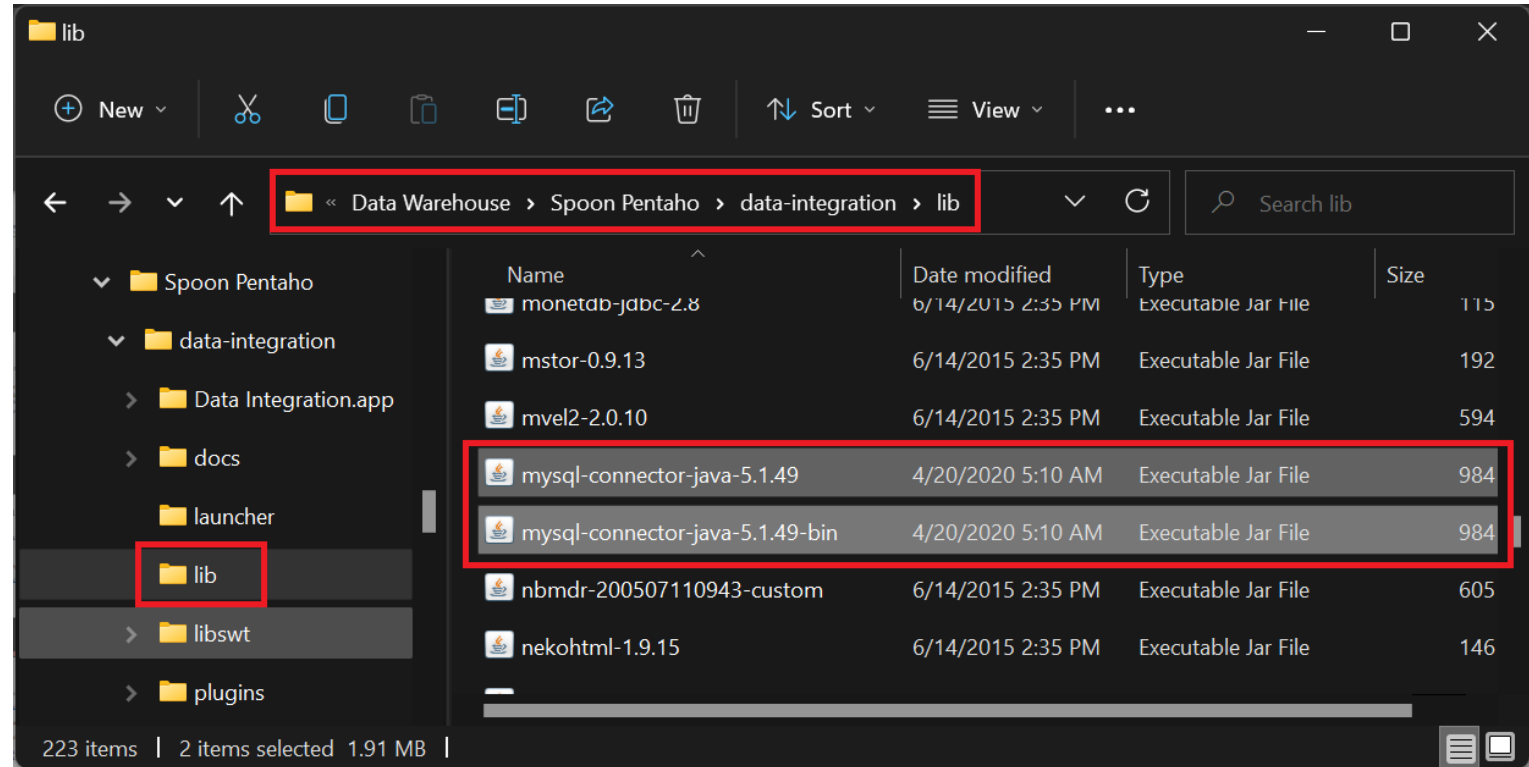 lib
New Sort View
« Data Warehouse > Spoon Pentaho > data-integration > lib Search lib
Spoon Pentaho
data-integration
Data Integration.app
docs
launcher
lib
libswt
plugins
Name Date modified Type Size
monetdb-jdbc-2.8 6/14/2015 2:35 PM Executable Jar File 115
mstor-0.9.13 6/14/2015 2:35 PM Executable Jar File 192
mvel2-2.0.10 6/14/2015 2:35 PM Executable Jar File 594
mysql-connector-java-5.1.49 4/20/2020 5:10 AM Executable Jar File 984
mysql-connector-java-5.1.49-bin 4/20/2020 5:10 AM Executable Jar File 984
nbmdr-200507110943-custom 6/14/2015 2:35 PM Executable Jar File 605
nekohtml-1.9.15 6/14/2015 2:35 PM Executable Jar File 146
223 items 2 items selected 1.91 MB